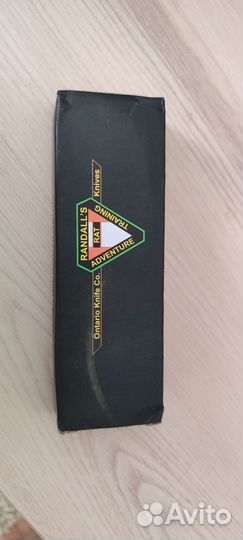 RANDALL'S
TRAINING
RAT
ADVENTURE
Ontario Knife Co. Knives
Avito